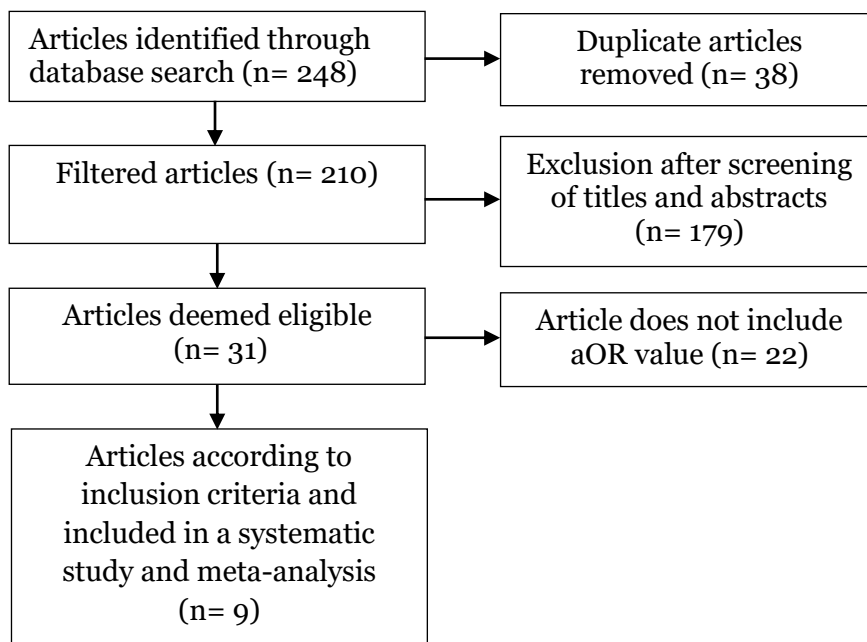 Articles identified through
database search (n= 248)
Duplicate articles
removed (n= 38)
Filtered articles (n= 210)
Exclusion after screening
of titles and abstracts
(n= 179)
Articles deemed eligible
(n= 31)
Article does not include
aOR value (n= 22)
Articles according to
inclusion criteria and
included in a systematic
study and meta-analysis
(n= 9)